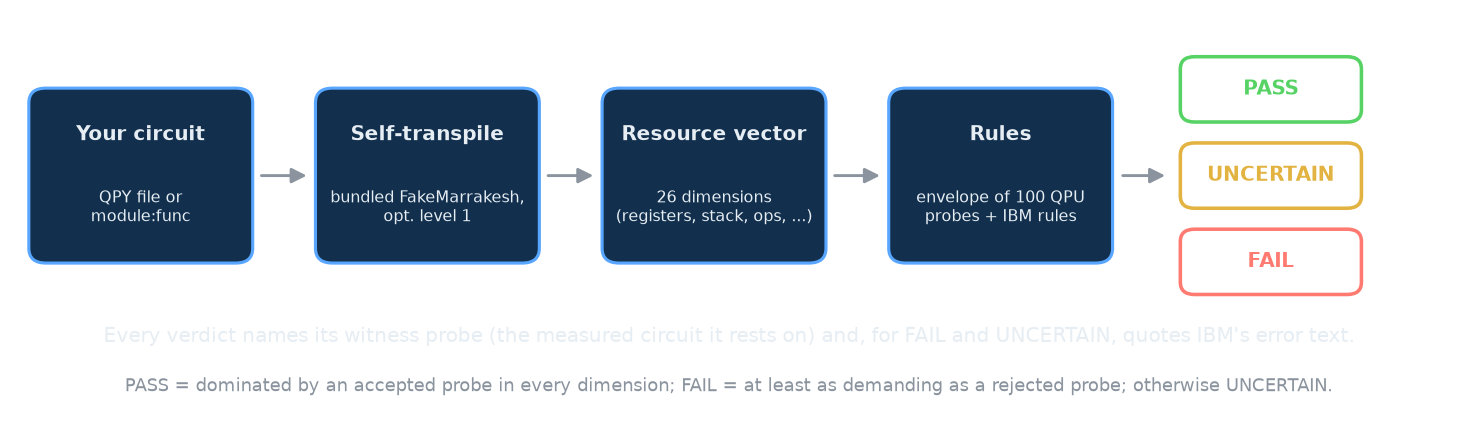 Your circuit
QPY file or
module:func
Self-transpile
bundled FakeMarrakesh,
opt. level 1
Resource vector
26 dimensions
(registers, stack, ops, ...)
Rules
envelope of 100 QPU
probes + IBM rules
PASS
UNCERTAIN
FAIL
Every verdict names its witness probe (the measured circuit it rests on) and, for FAIL and UNCERTAIN, quotes IBM's error text.
PASS = dominated by an accepted probe in every dimension; FAIL = at least as demanding as a rejected probe; otherwise UNCERTAIN.